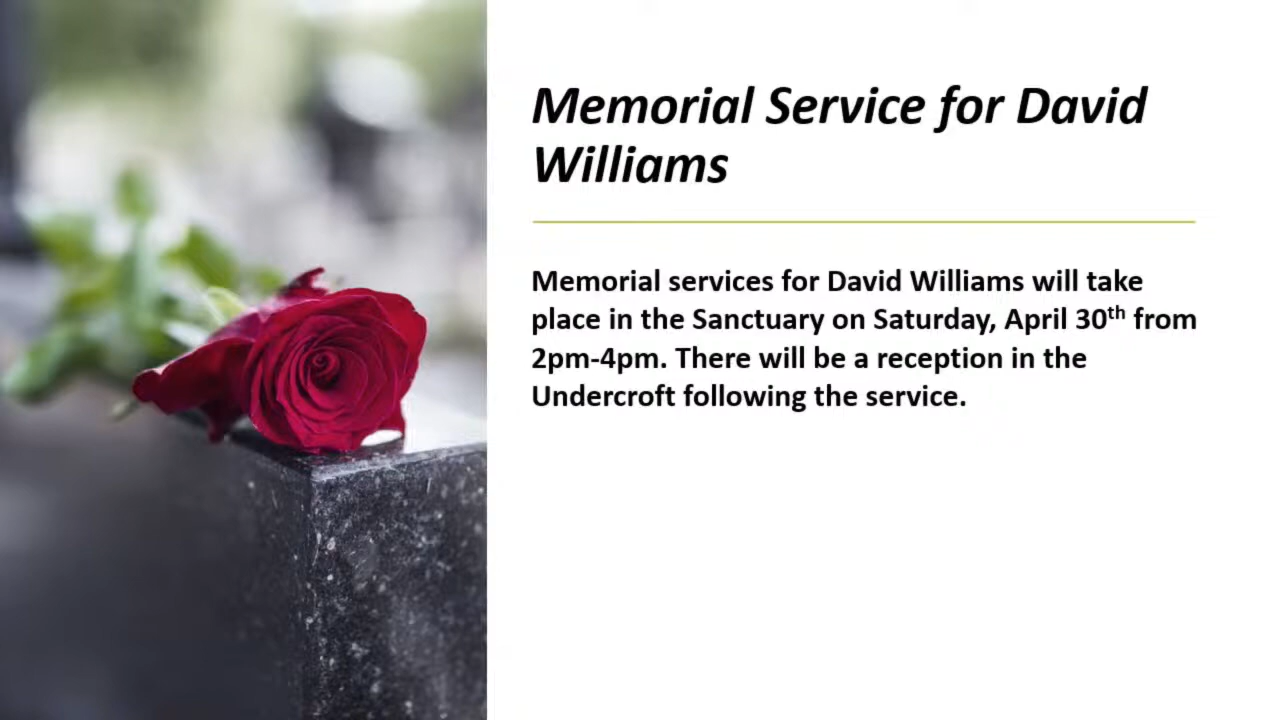 Memorial Service for David
Williams
Memorial services for David Williams will take
place in the Sanctuary on Saturday, April 30th from
2pm-4pm. There will be a reception in the
Undercroft following the service.